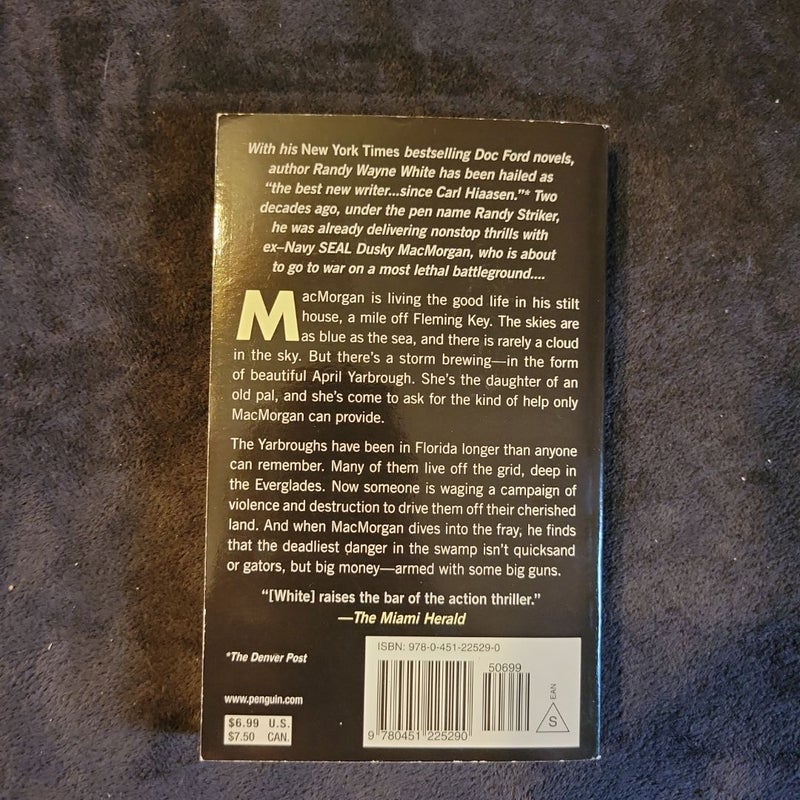 With his New York Times bestselling Doc Ford novels,
author Randy Wayne White has been hailed as
“the best new writer...since Carl Hiaasen.”* Two
decades ago, under the pen name Randy Striker,
he was already delivering nonstop thrills with
ex–Navy SEAL Dusky MacMorgan, who is about
to go to war on a most lethal battleground....
MacMorgan is living the good life in his stilt
house, a mile off Fleming Key. The skies are
as blue as the sea, and there is rarely a cloud
in the sky. But there's a storm brewing—in the form
of beautiful April Yarbrough. She's the daughter of an
old pal, and she's come to ask for the kind of help only
MacMorgan can provide.
The Yarbroughs have been in Florida longer than anyone
can remember. Many of them live off the grid, deep in
the Everglades. Now someone is waging a campaign of
violence and destruction to drive them off their cherished
land. And when MacMorgan dives into the fray, he finds
that the deadliest danger in the swamp isn't quicksand
or gators, but big money—armed with some big guns.
“[White] raises the bar of the action thriller.”
—The Miami Herald
*The Denver Post
www.penguin.com
$6.99 U.S.
$7.50 CAN.
ISBN: 978-0-451-22529-0
50699
9 780451 225290
EAN
S